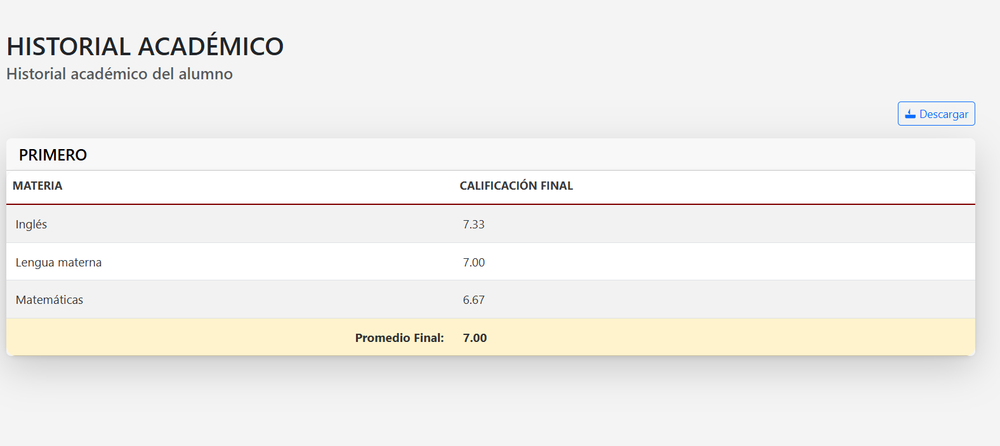 HISTORIAL ACADÉMICO
Historial académico del alumno
Descargar
PRIMERO
MATERIA CALIFICACIÓN FINAL
Inglés 7.33
Lengua materna 7.00
Matemáticas 6.67
Promedio Final: 7.00